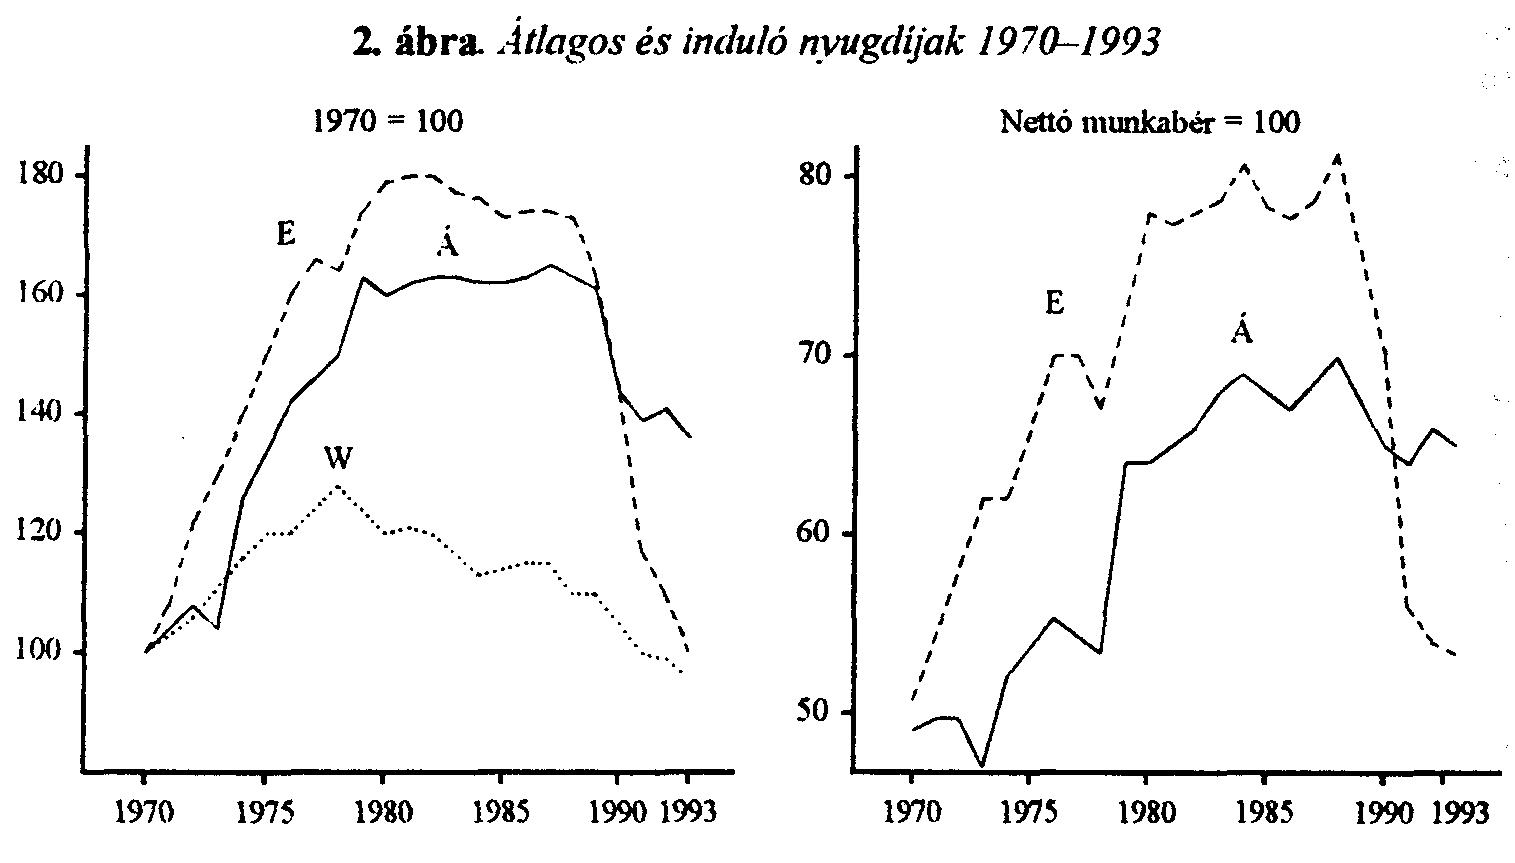 2. ábra. Átlagos és induló nyugdíjak 1970–1993
1970 = 100
180
160
140
120
100
E
Á
W
1970 1975 1980 1985 1990 1993
Nettó munkabér = 100
80
70
60
50
E
Á
1970 1975 1980 1985 1990 1993